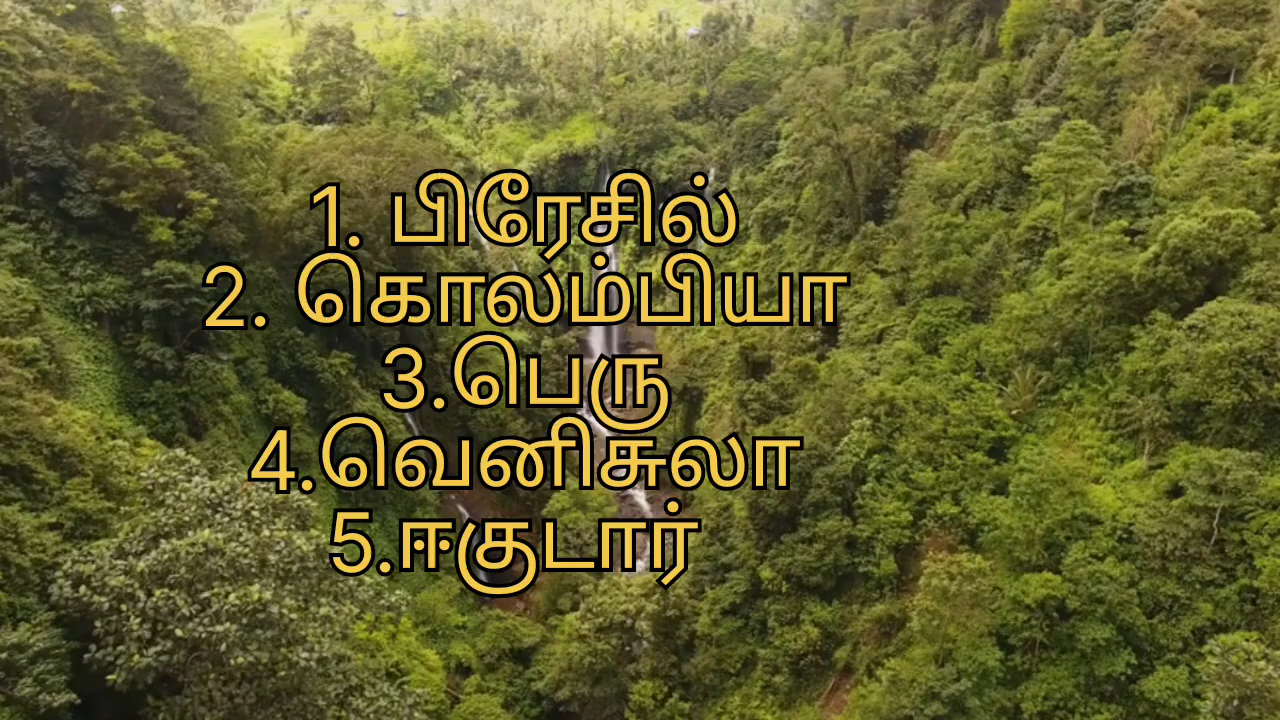 1. பிரேசில்
2. கொலம்பியா
3.பெரு
4.வெனிசுலா
5.ஈகுடார்